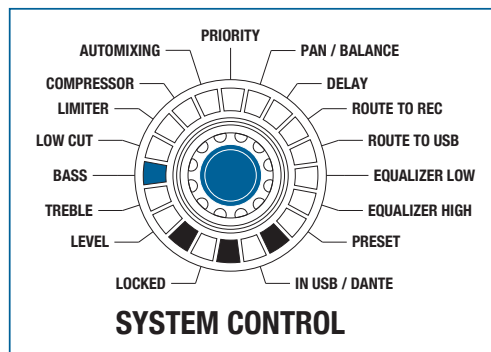 PRIORITY
AUTOMIXING
PAN / BALANCE
COMPRESSOR
DELAY
LIMITER
ROUTE TO REC
LOW CUT
ROUTE TO USB
BASS
EQUALIZER LOW
TREBLE
EQUALIZER HIGH
LEVEL
PRESET
LOCKED
IN USB / DANTE
SYSTEM CONTROL